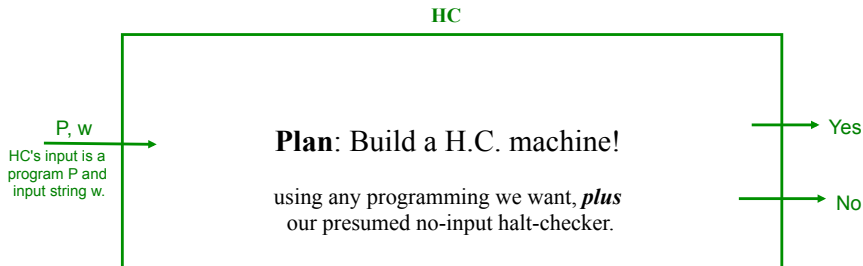 HC
P, w
HC's input is a
program P and
input string w.
Plan: Build a H.C. machine!
using any programming we want, plus
our presumed no-input halt-checker.
Yes
No